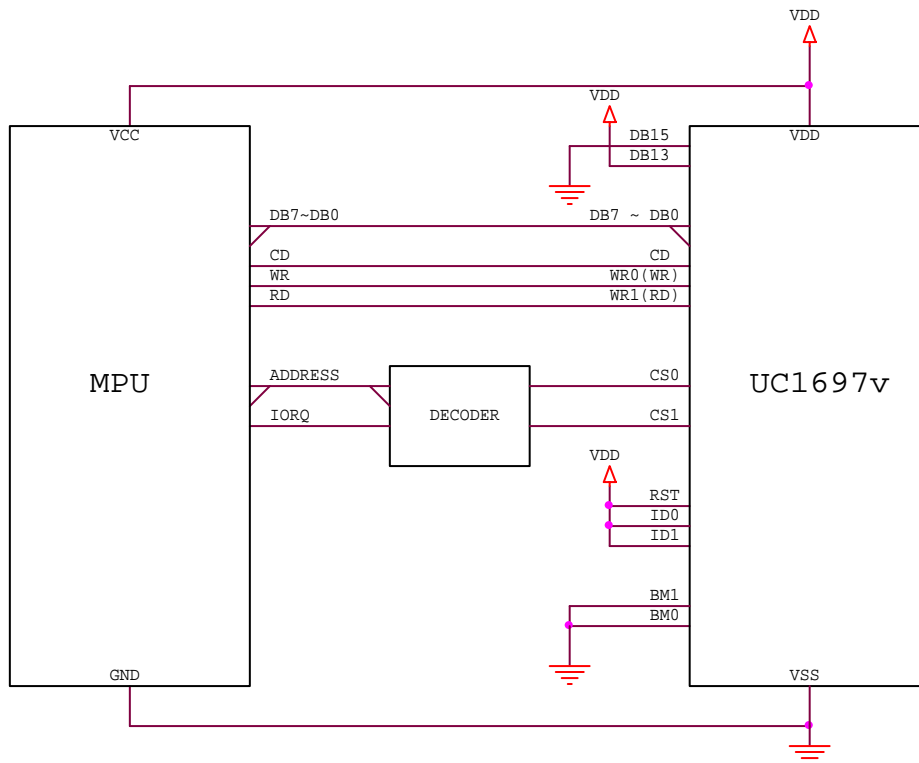 VDD
VDD
VCC
VDD
DB15
DB13
DB7~DB0
DB7 ~ DB0
CD
CD
WR
WR0(WR)
RD
WR1(RD)
MPU
ADDRESS
CS0
UC1697v
IORQ
DECODER
CS1
VDD
RST
ID0
ID1
BM1
BM0
GND
VSS